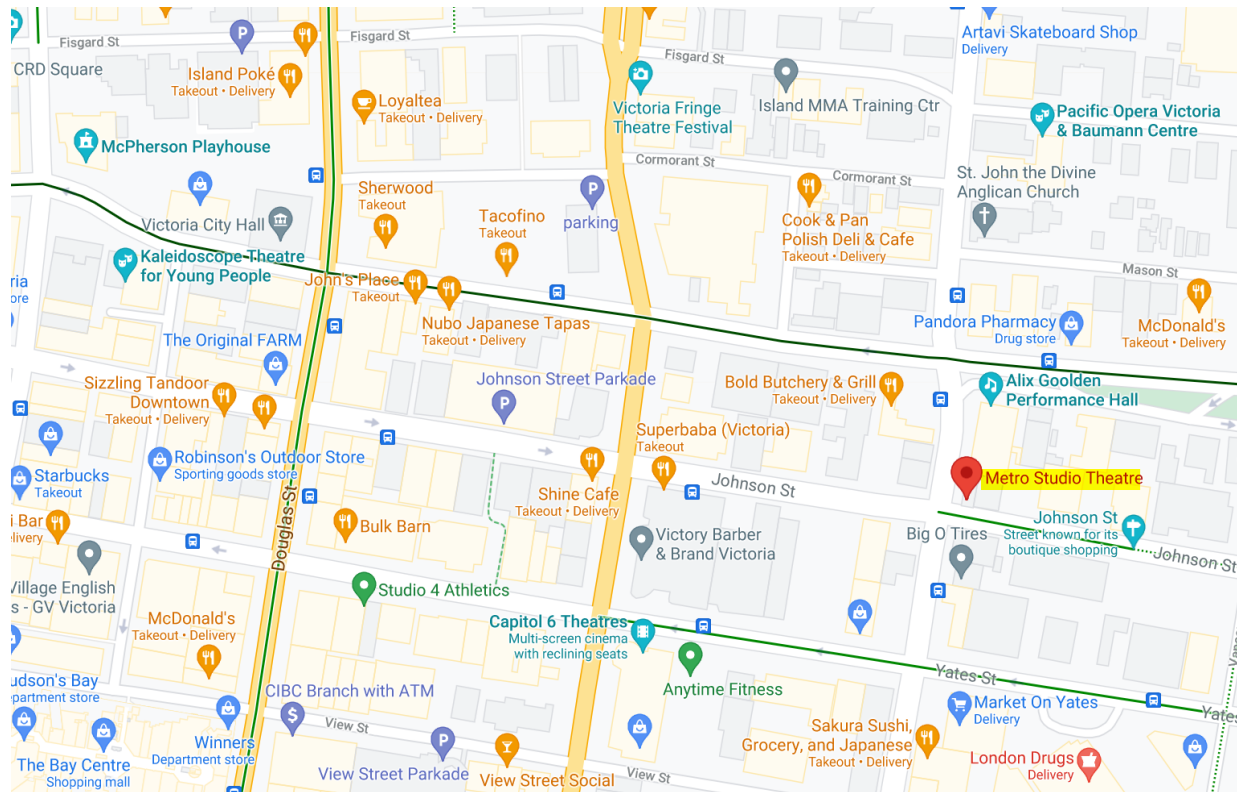 Fisgard St
Fisgard St
Fisgard St
Artavi Skateboard Shop
Delivery
CRD Square
Island Poké
Takeout • Delivery
Loyaltea
Takeout • Delivery
Victoria Fringe
Theatre Festival
Island MMA Training Ctr
Pacific Opera Victoria
& Baumann Centre
McPherson Playhouse
Cormorant St
Cormorant St
St. John the Divine
Anglican Church
Sherwood
Takeout
Tacofino
Takeout
parking
Victoria City Hall
Cook & Pan
Polish Deli & Cafe
Takeout • Delivery
Kaleidoscope Theatre
for Young People
Mason St
John's Place
Takeout
ria
ore
Nubo Japanese Tapas
Takeout • Delivery
Pandora Pharmacy
Drug store
McDonald's
Takeout • Delivery
The Original FARM
Sizzling Tandoor
Downtown
Takeout • Delivery
Johnson Street Parkade
Bold Butchery & Grill
Takeout • Delivery
Alix Goolden
Performance Hall
Superbaba (Victoria)
Takeout
Robinson's Outdoor Store
Sporting goods store
Starbucks
Takeout
Shine Cafe
Takeout • Delivery
Johnson St
Metro Studio Theatre
Douglas St
i Bar
elivery
Bulk Barn
Victory Barber
& Brand Victoria
Big O Tires
Johnson St
Street known for its
boutique shopping
Johnson St
Village English
s - GV Victoria
Studio 4 Athletics
McDonald's
Takeout • Delivery
Capitol 6 Theatres
Multi-screen cinema
with reclining seats
Anytime Fitness
Yates St
Yates
udson's Bay
epartment store
CIBC Branch with ATM
View St
Market On Yates
Delivery
Winners
Department store
The Bay Centre
Shopping mall
View Street Parkade
View Street Social
View St
Sakura Sushi,
Grocery, and Japanese
Takeout • Delivery
London Drugs
Delivery